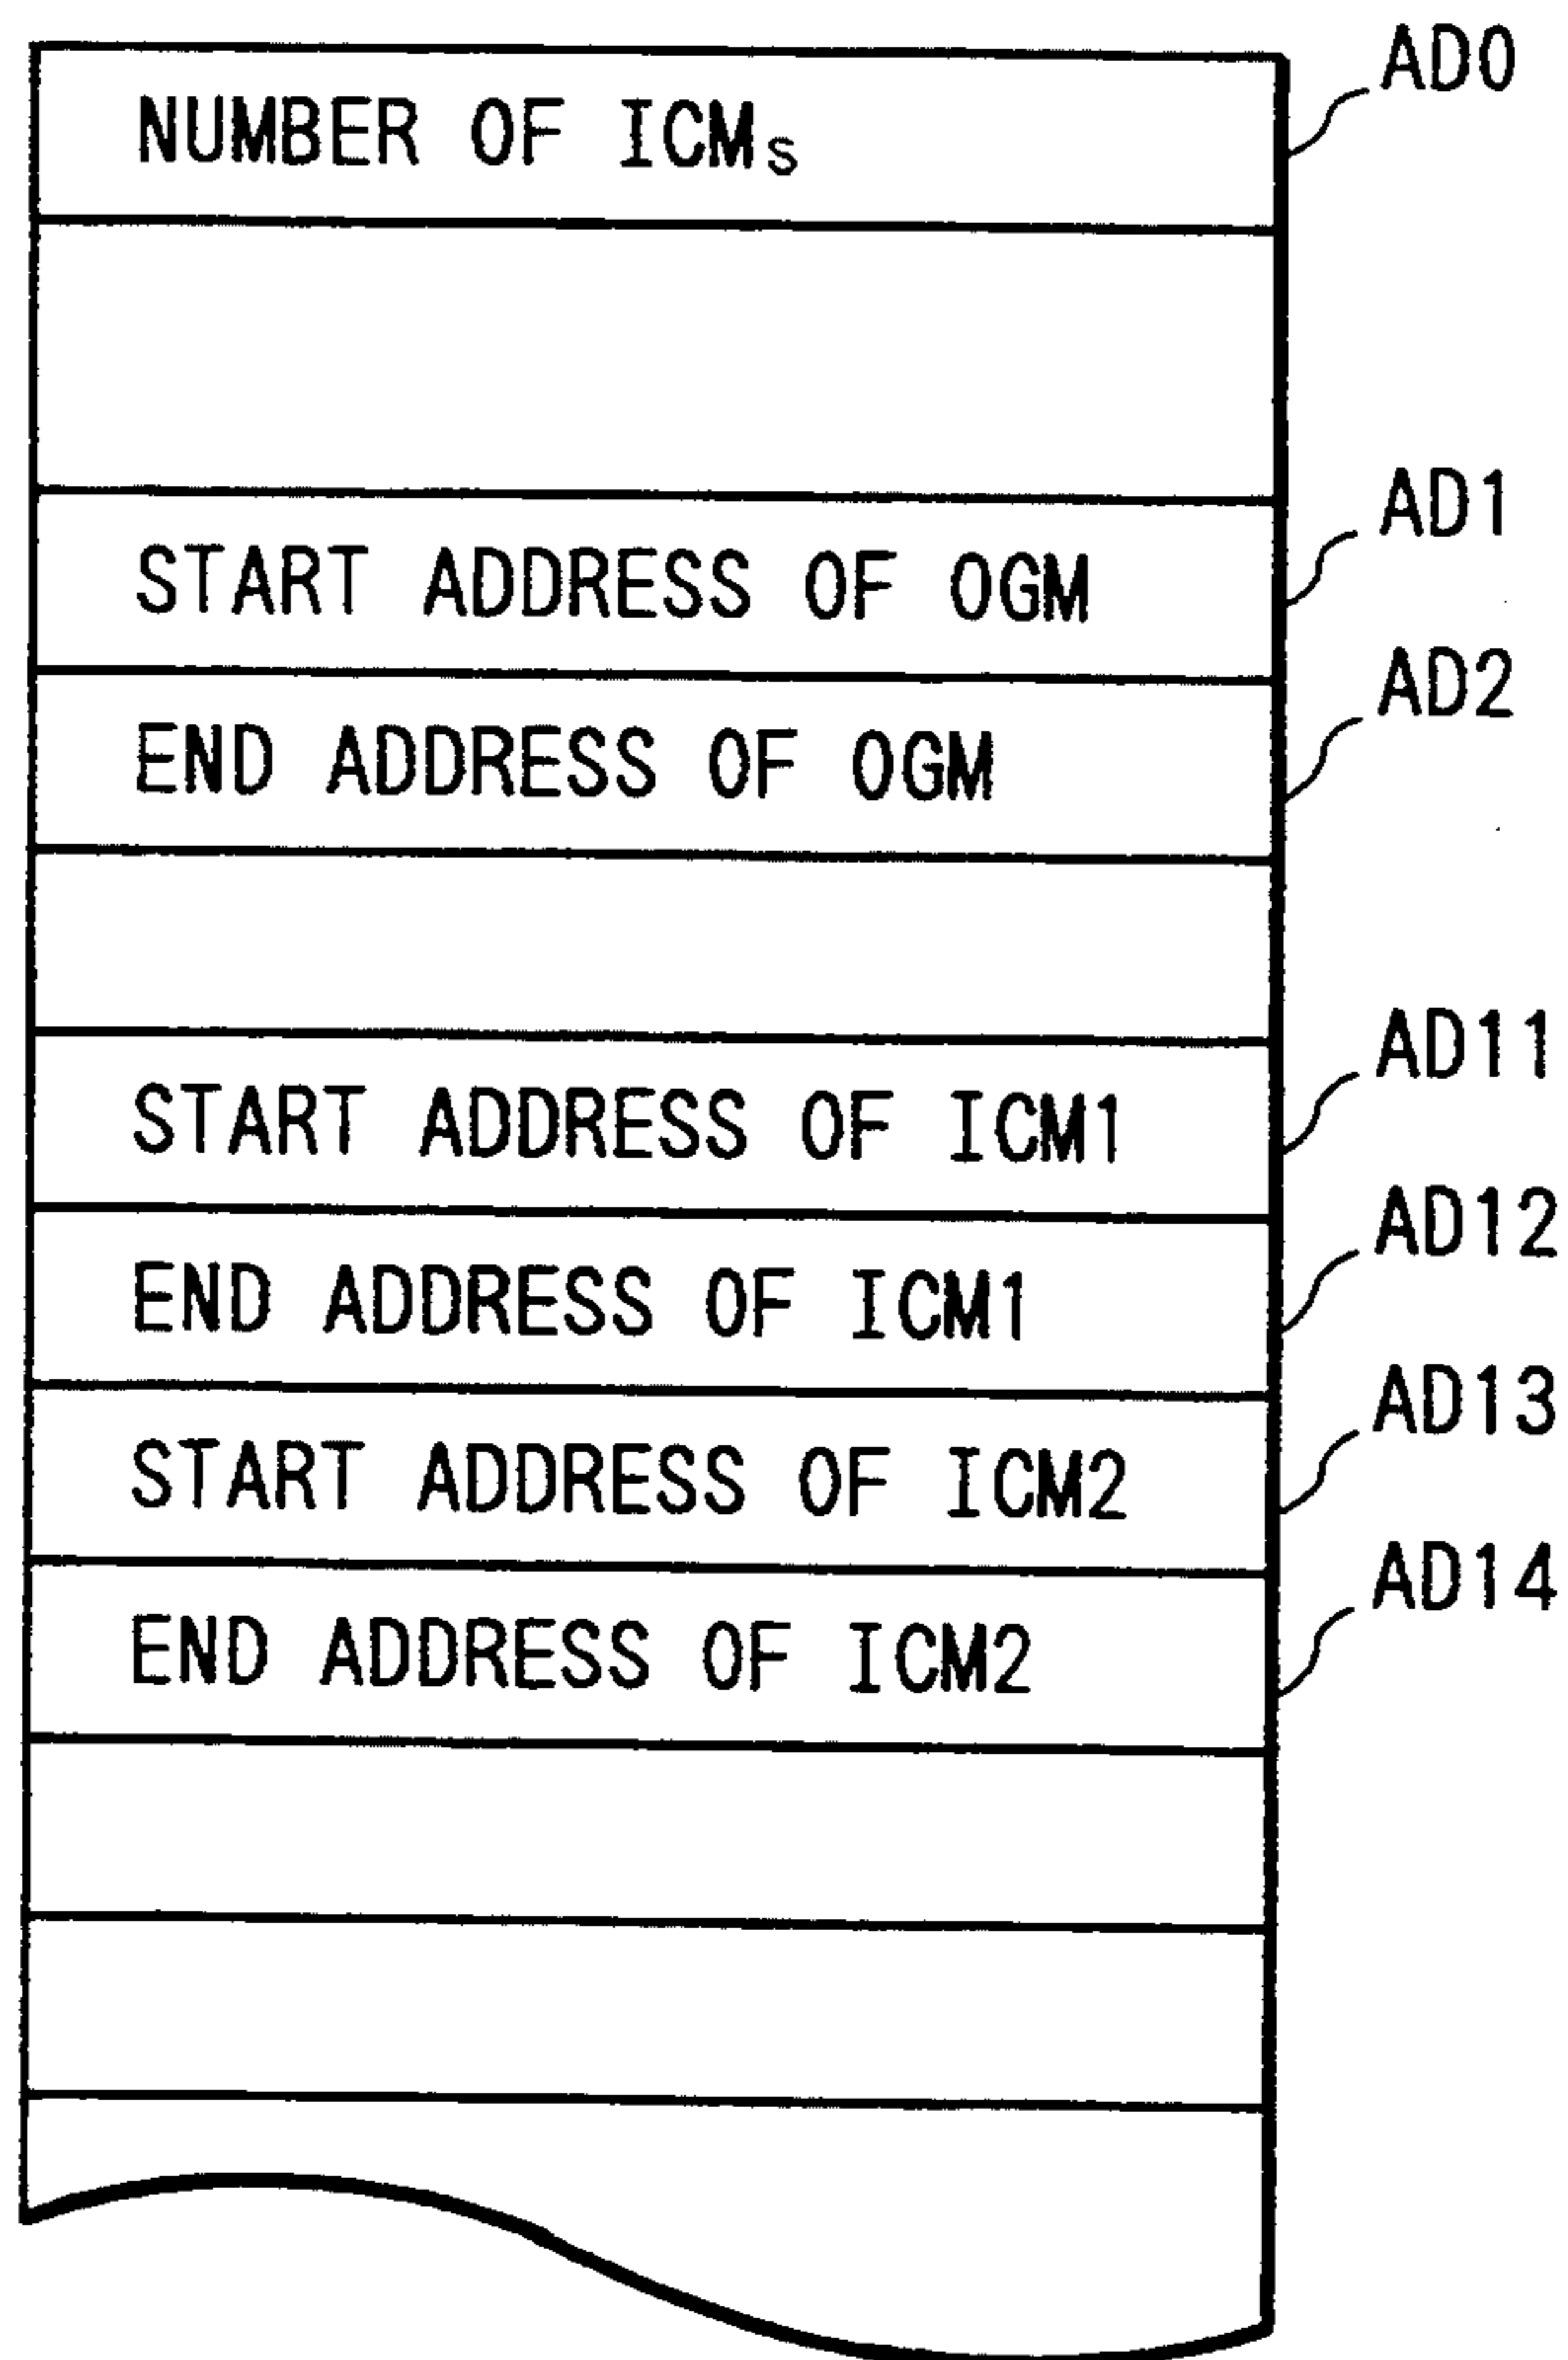 AD0
NUMBER OF ICMs
AD1
START ADDRESS OF OGM
AD2
END ADDRESS OF OGM
AD11
START ADDRESS OF ICM1
AD12
END ADDRESS OF ICM1
AD13
START ADDRESS OF ICM2
AD14
END ADDRESS OF ICM2